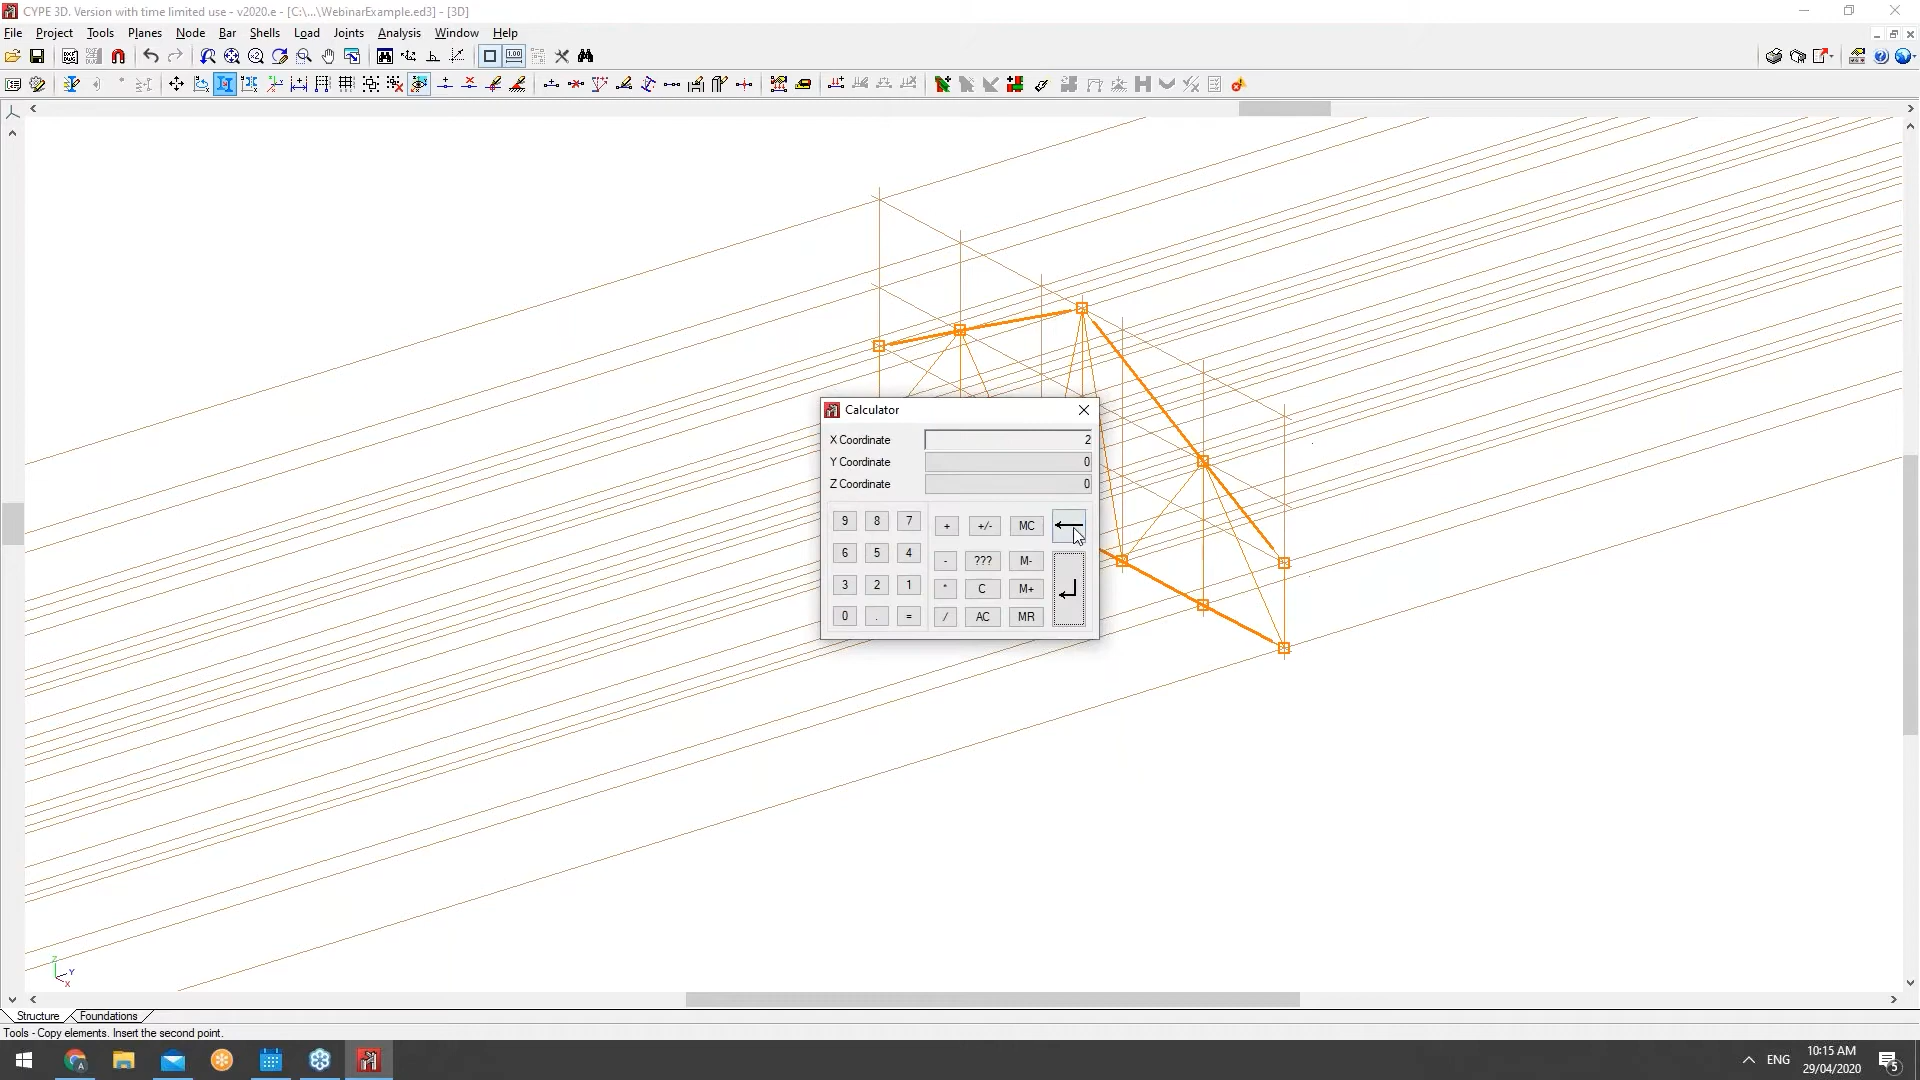 CYPE 3D. Version with time limited use - v2020.e - [C:\...\WebinarExample.ed3] - [3D]
File Project Tools Planes Node Bar Shells Load Joints Analysis Window Help
Calculator
X Coordinate 2
Y Coordinate 0
Z Coordinate 0
9 8 7 + +/- MC
6 5 4 - ??? M-
3 2 1 * C M+
0 . = / AC MR
Z
Y
X
Structure Foundations
Tools - Copy elements. Insert the second point.
ENG
10:15 AM
29/04/2020
5